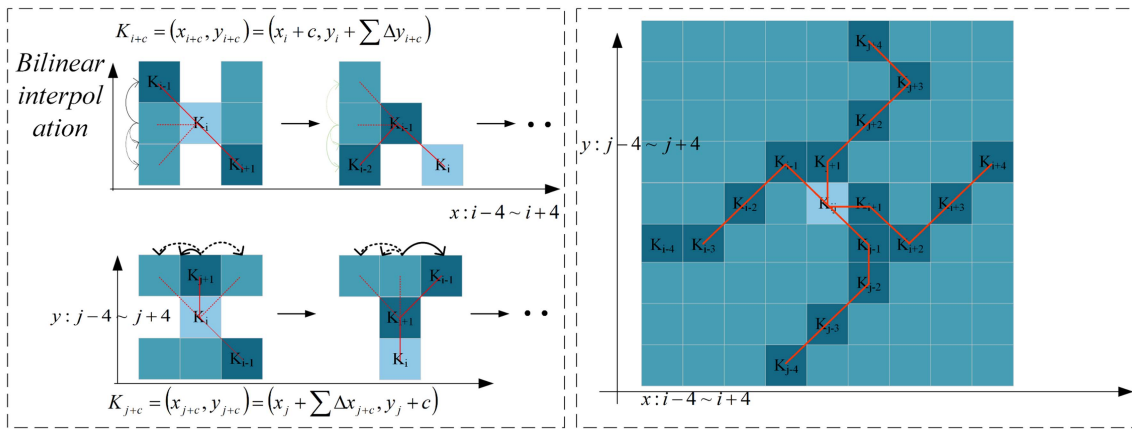 K_{i+c} = (x_{i+c}, y_{i+c}) = (x_i + c, y_i + ∑ Δy_{i+c})
Bilinear
interpol
ation
K_{i-1}
K_i
K_{i+1}
K_{i-1}
K_{i-2}
K_i
x : i − 4 ~ i + 4
K_{j+1}
K_i
K_{i-1}
K_{i-1}
K_{i+1}
K_i
y : j − 4 ~ j + 4
K_{j+c} = (x_{j+c}, y_{j+c}) = (x_j + ∑ Δx_{j+c}, y_j + c)
K_{j-4}
K_{j+3}
K_{j+2}
y : j − 4 ~ j + 4
K_{i-1}
K_{j+1}
K_{i+4}
K_{i-2}
K_{ij}
K_{i+1}
K_{i+3}
K_{i-4}
K_{i-3}
K_{j-1}
K_{i+2}
K_{j-2}
K_{j-3}
K_{j-4}
x : i − 4 ~ i + 4